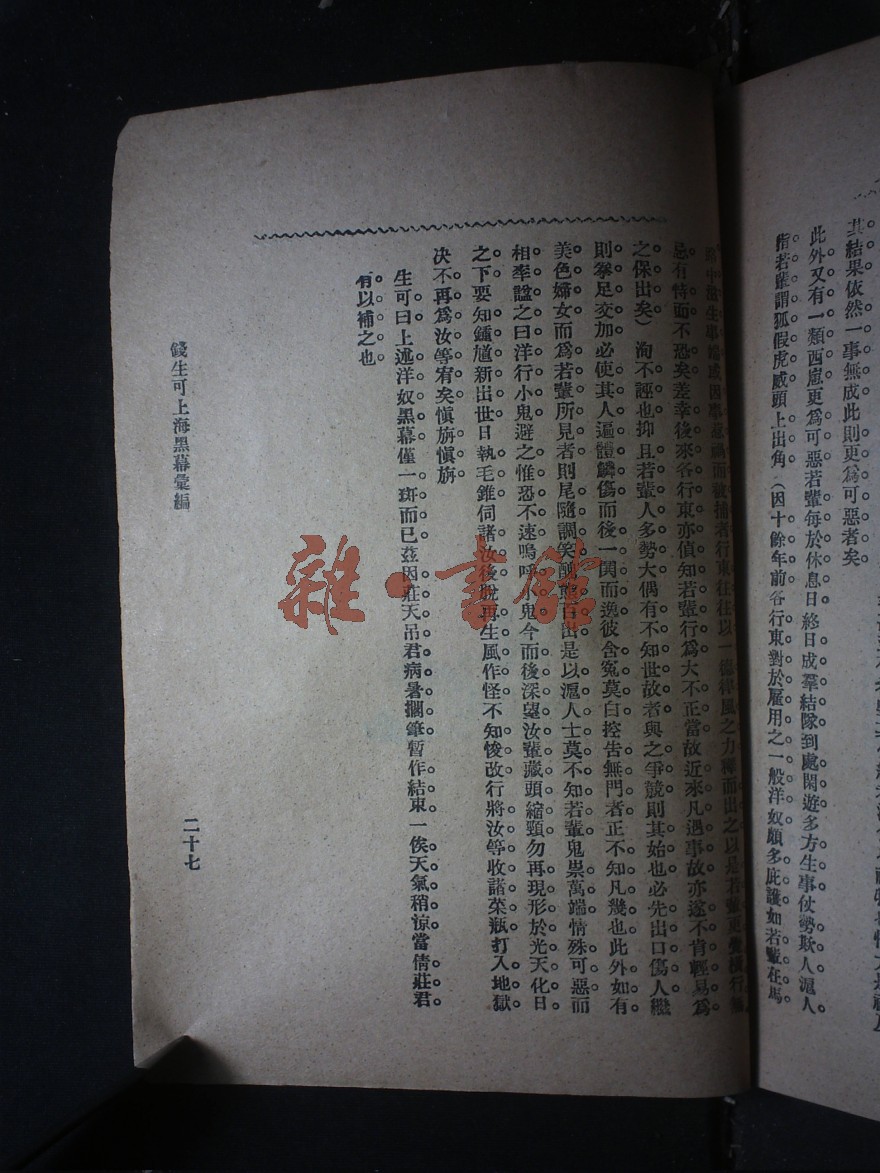 其結果依然一事無成此則更爲可惡者矣
此外又有一類西崽更爲可惡若輩每於休息日終日成羣結隊到處閑遊多方生事仗勢欺人滬人
指若輩謂狐假虎威頭上出角（因十餘年前各行東對於雇用之一般洋奴頗多庇護如若輩在馬
路中滋生事端或因事忿而被捕者行東往往以一德律風之力釋而出之以是若輩更覺橫行無
忌有恃而不恐矣差幸後來各行東亦偵知若輩行爲大不正當故近來凡遇事故亦遂不肯輕易爲
之保出矣）洵不誣也抑且若輩人多勢大偶有不知世故者與之爭競則其始也必先出口傷人繼
則拳足交加必使其人遍體鱗傷而後一鬨而逸彼含冤莫白控告無門者正不知凡幾也此外如有
美色婦女而爲若輩所見者則尾隨調笑醜態百出是以滬人士莫不知若輩鬼祟萬端情殊可惡而
相率諡之曰洋行小鬼避之惟恐不速嗚呼小鬼今而後深望汝輩藏頭縮頸勿再現形於光天化日
之下要知鍾馗新出世日執毛錐伺諸汝後脫再生風作怪不知悛改行將汝等收諸菜瓶打入地獄
决不再爲汝等宥矣愼旃愼旃
生可曰上述洋奴黑幕僅一斑而已茲因莊天吊君病暑擱筆暫作結束一俟天氣稍涼當倩莊君
有以補之也
錢生可上海黑幕彙編
二十七
雜·書館